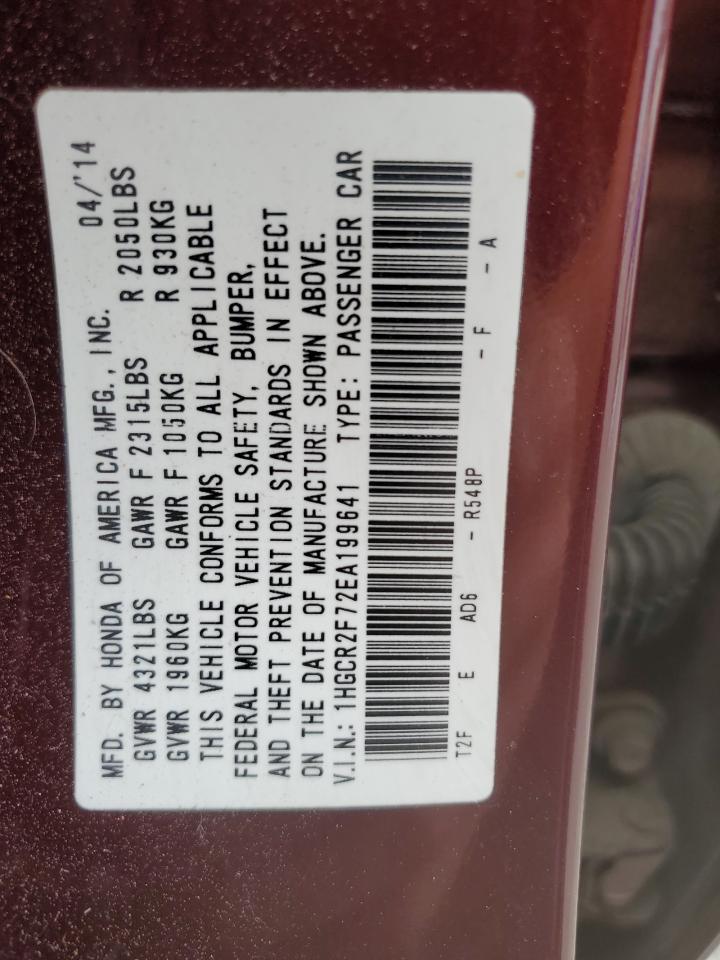 MFD. BY HONDA OF AMERICA MFG., INC. 04/'14
GVWR 4321LBS GAWR F 2315LBS R 2050LBS
GVWR 1960KG GAWR F 1050KG R 930KG
THIS VEHICLE CONFORMS TO ALL APPLICABLE
FEDERAL MOTOR VEHICLE SAFETY, BUMPER,
AND THEFT PREVENTION STANDARDS IN EFFECT
ON THE DATE OF MANUFACTURE SHOWN ABOVE.
V.I.N.: 1HGCR2F72EA199641 TYPE: PASSENGER CAR
T2F E AD6 - R548P - F - A